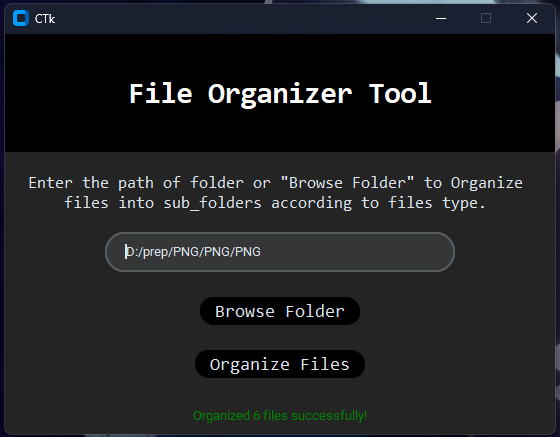 CTk
File Organizer Tool
Enter the path of folder or "Browse Folder" to Organize
files into sub_folders according to files type.
D:/prep/PNG/PNG/PNG
Browse Folder
Organize Files
Organized 6 files successfully!